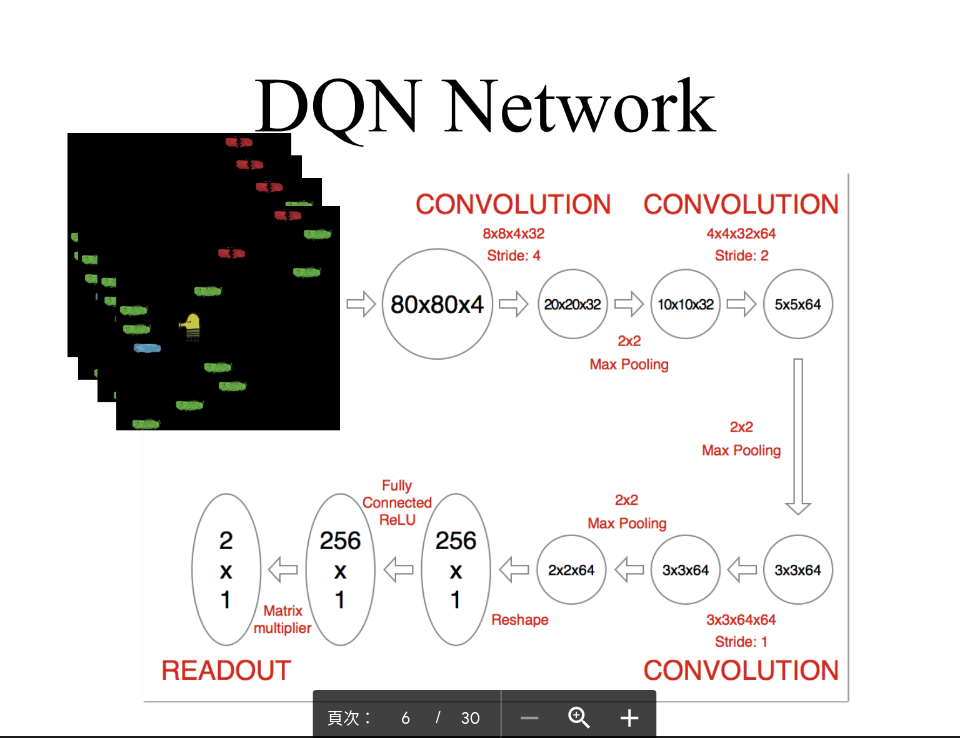 DQN Network
CONVOLUTION
8x8x4x32
Stride: 4
CONVOLUTION
4x4x32x64
Stride: 2
80x80x4
20x20x32
10x10x32
5x5x64
2x2
Max Pooling
2x2
Max Pooling
2x2
Max Pooling
3x3x64
3x3x64
2x2x64
3x3x64x64
Stride: 1
CONVOLUTION
Reshape
256
x
1
Fully
Connected
ReLU
256
x
1
Matrix
multiplier
2
x
1
READOUT
頁次： 6 / 30